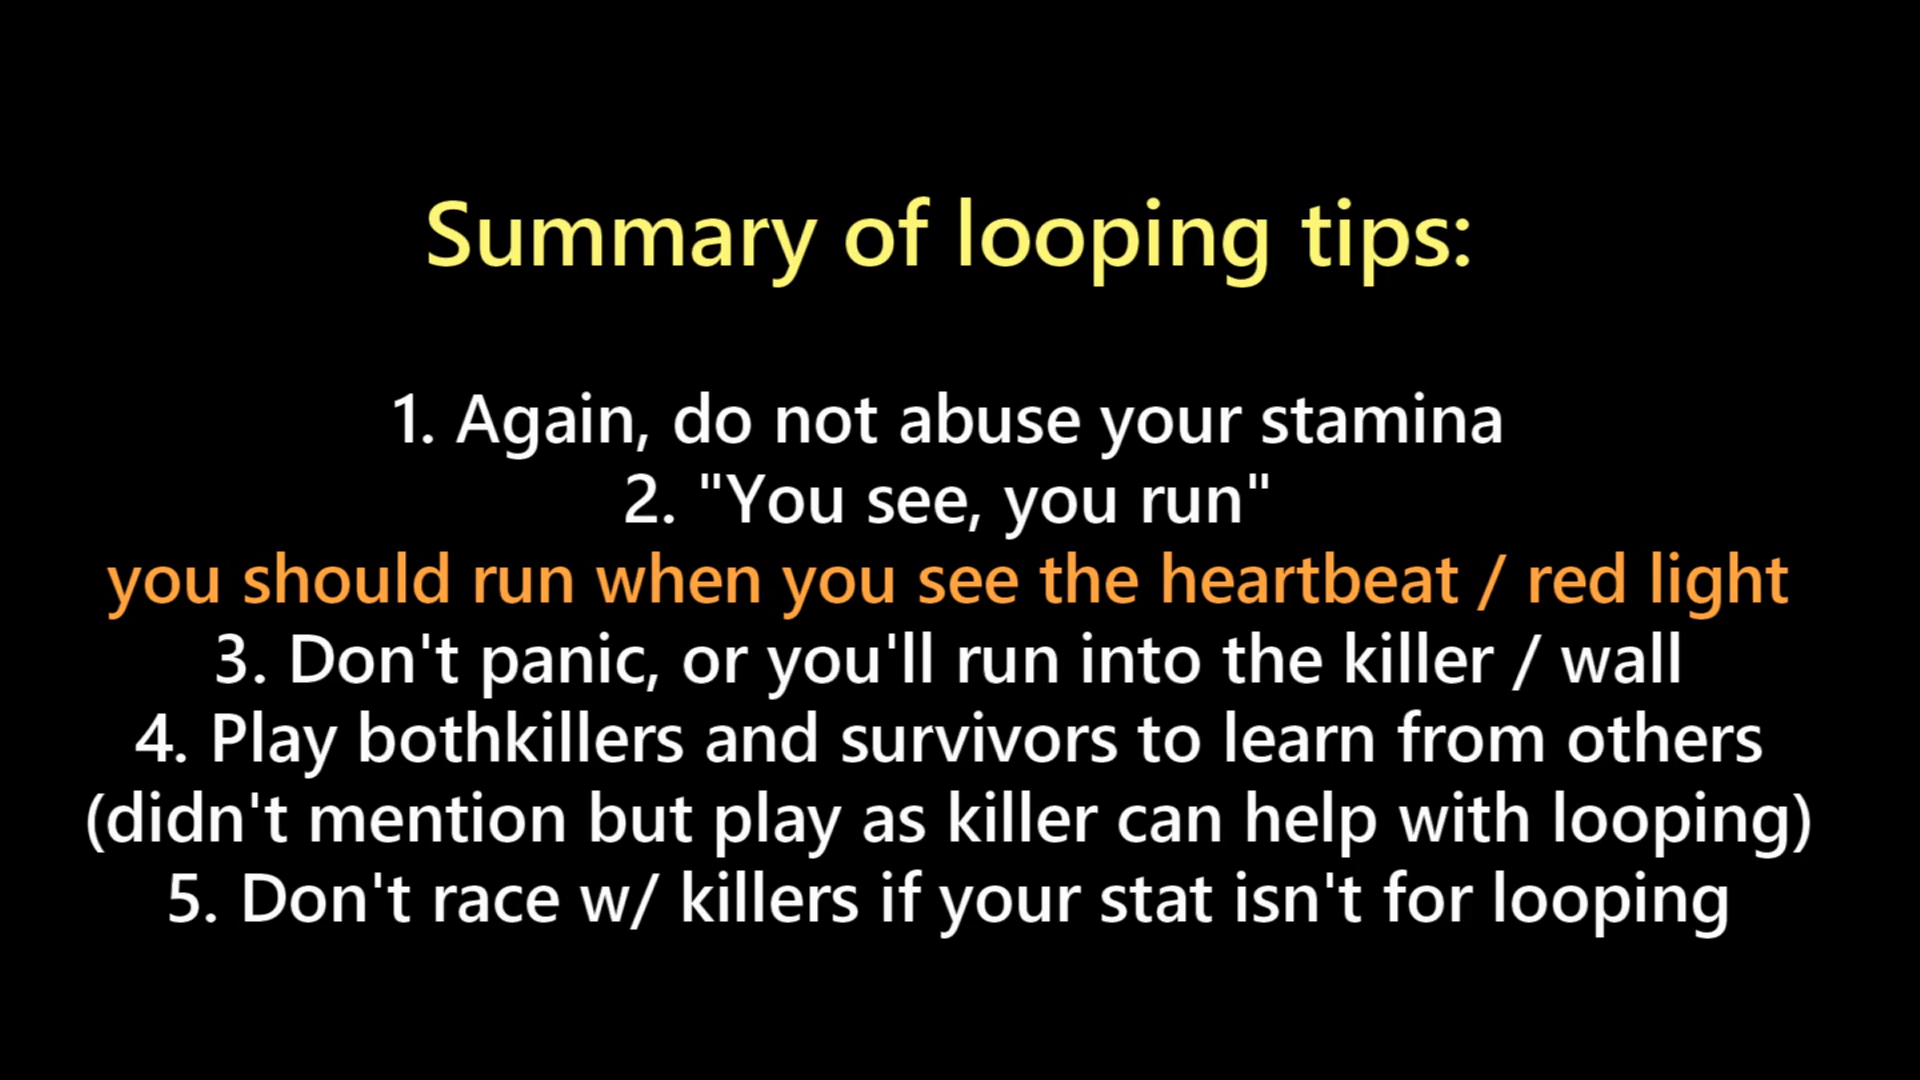 Summary of looping tips:
1. Again, do not abuse your stamina
2. "You see, you run"
you should run when you see the heartbeat / red light
3. Don't panic, or you'll run into the killer / wall
4. Play bothkillers and survivors to learn from others
(didn't mention but play as killer can help with looping)
5. Don't race w/ killers if your stat isn't for looping